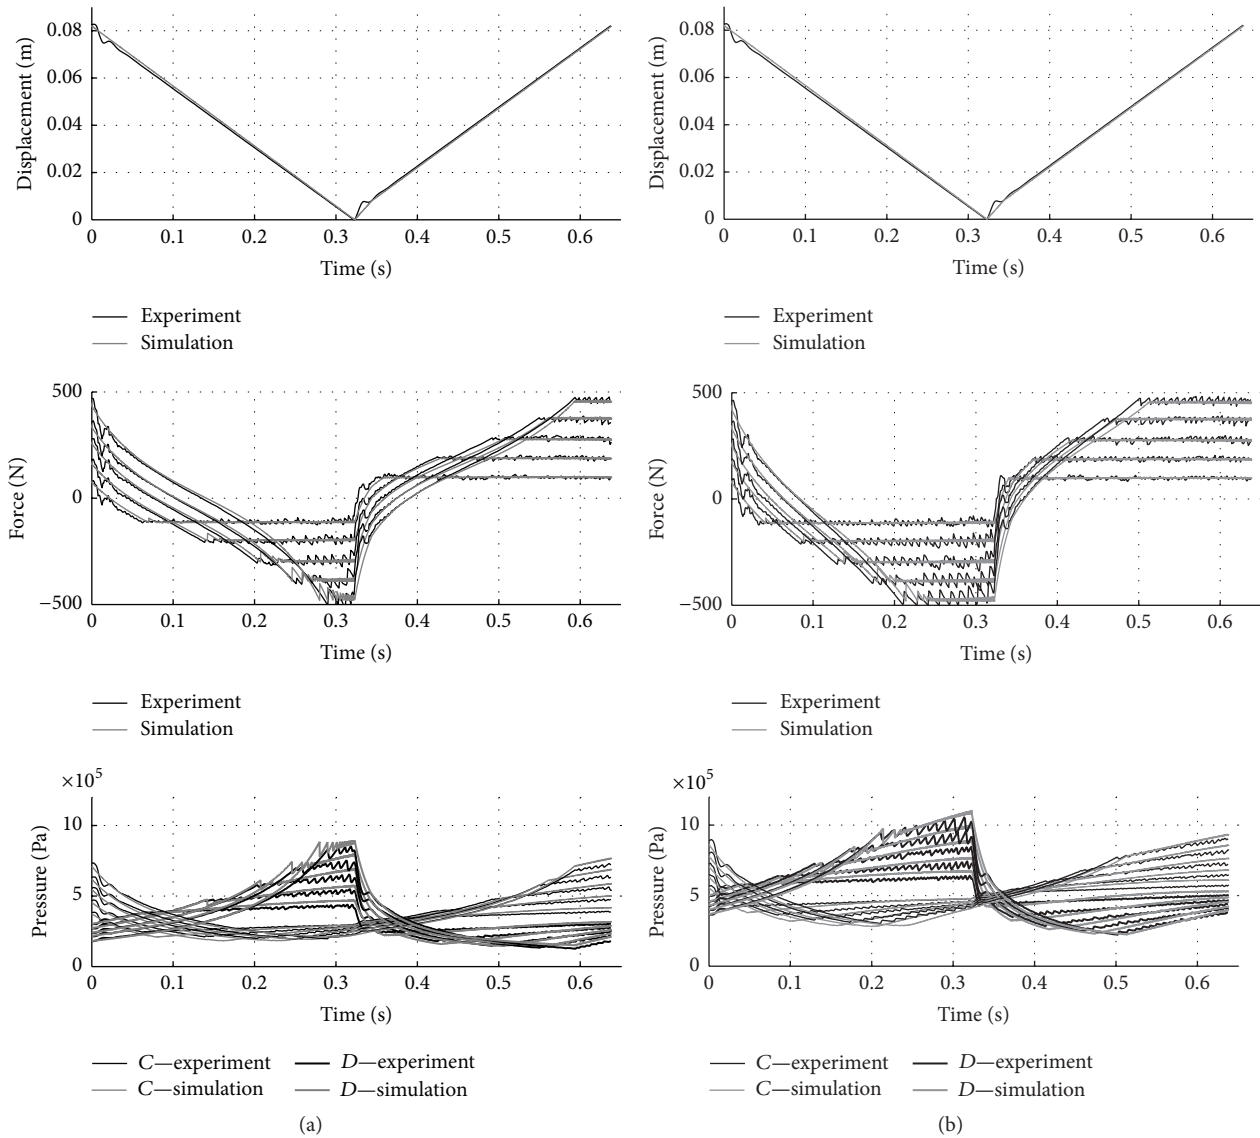 0.08
0.06
0.04
0.02
0
Displacement (m)
0 0.1 0.2 0.3 0.4 0.5 0.6
Time (s)
Experiment
Simulation
0.08
0.06
0.04
0.02
0
Displacement (m)
0 0.1 0.2 0.3 0.4 0.5 0.6
Time (s)
Experiment
Simulation
500
0
−500
Force (N)
0 0.1 0.2 0.3 0.4 0.5 0.6
Time (s)
Experiment
Simulation
500
0
−500
Force (N)
0 0.1 0.2 0.3 0.4 0.5 0.6
Time (s)
Experiment
Simulation
×10⁵
10
5
0
Pressure (Pa)
0 0.1 0.2 0.3 0.4 0.5 0.6
Time (s)
C—experiment D—experiment
C—simulation D—simulation
(a)
×10⁵
10
5
0
Pressure (Pa)
0 0.1 0.2 0.3 0.4 0.5 0.6
Time (s)
C—experiment D—experiment
C—simulation D—simulation
(b)